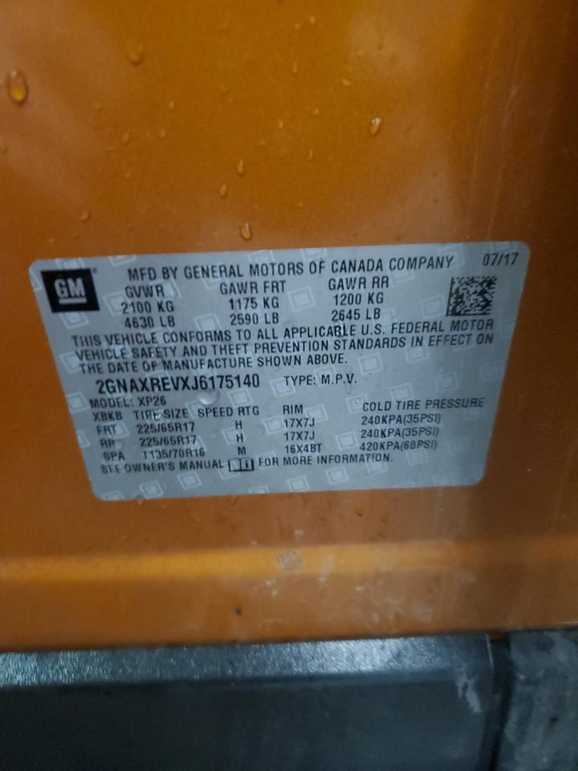 GM
MFD BY GENERAL MOTORS OF CANADA COMPANY 07/17
GVWR GAWR FRT GAWR RR
2100 KG 1175 KG 1200 KG
4630 LB 2590 LB 2645 LB
THIS VEHICLE CONFORMS TO ALL APPLICABLE U.S. FEDERAL MOTOR
VEHICLE SAFETY AND THEFT PREVENTION STANDARDS IN EFFECT ON
THE DATE OF MANUFACTURE SHOWN ABOVE.
2GNAXREVXJ6175140 TYPE: M.P.V.
MODEL: XP26
XBKB TIRE SIZE SPEED RTG RIM COLD TIRE PRESSURE
FRT 225/65R17 H 17X7J 240KPA(35PSI)
RR 225/65R17 H 17X7J 240KPA(35PSI)
SPA T135/70R16 M 16X4BT 420KPA(60PSI)
SEE OWNER'S MANUAL FOR MORE INFORMATION.